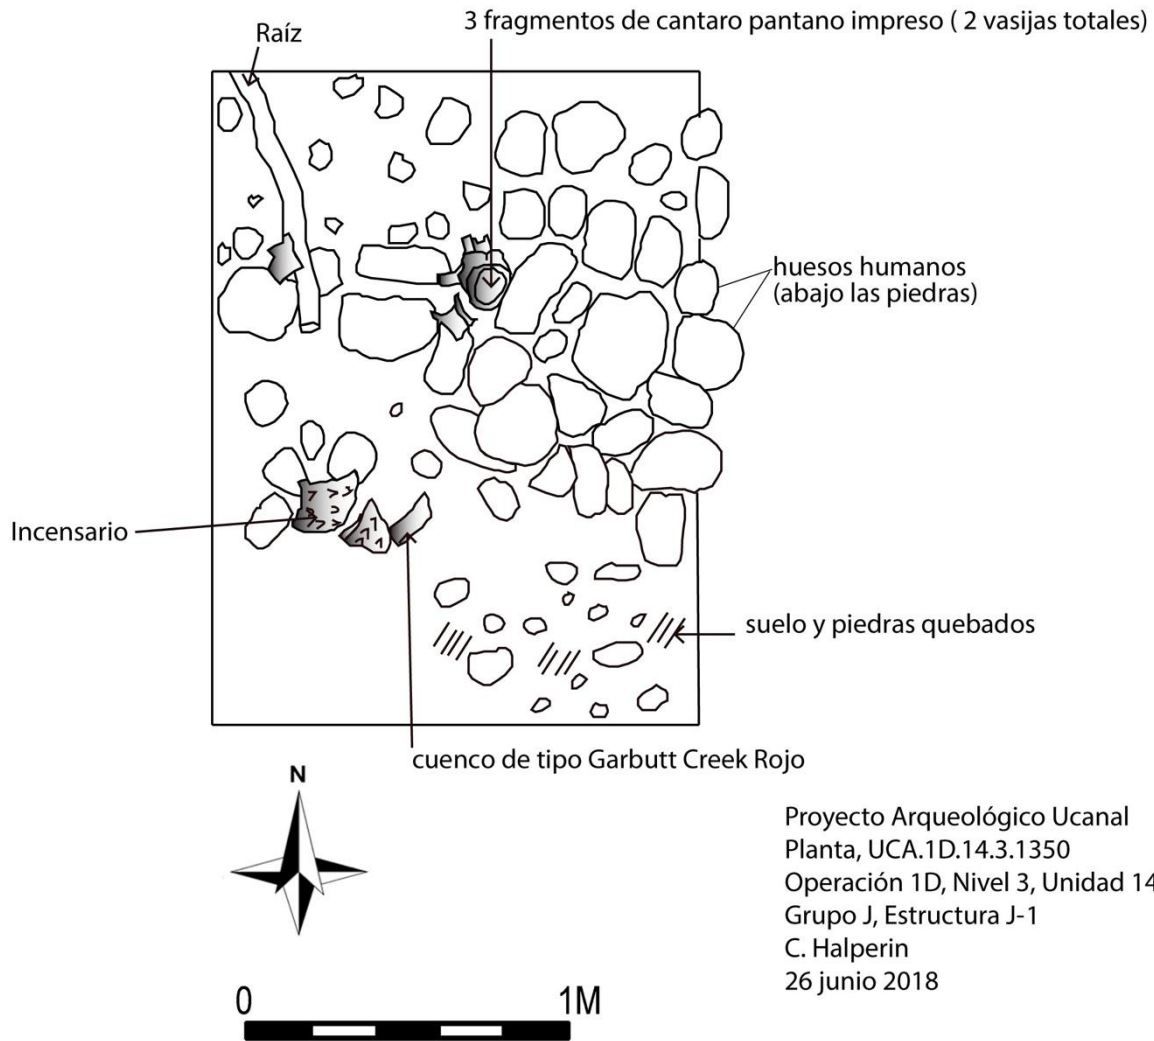 3 fragmentos de cantaro pantano impreso ( 2 vasijas totales)
Raíz
huesos humanos
(abajo las piedras)
Incensario
suelo y piedras quebados
cuenco de tipo Garbutt Creek Rojo
N
Proyecto Arqueológico Ucanal
Planta, UCA.1D.14.3.1350
Operación 1D, Nivel 3, Unidad 14
Grupo J, Estructura J-1
C. Halperin
26 junio 2018
0 1M